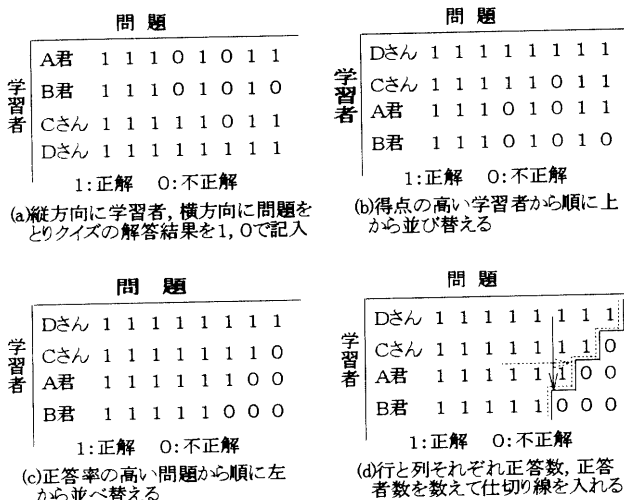 問 題
学習者
A君 1 1 1 0 1 0 1 1
B君 1 1 1 0 1 0 1 0
Cさん 1 1 1 1 1 0 1 1
Dさん 1 1 1 1 1 1 1 1
1:正解 0:不正解
(a)縦方向に学習者,横方向に問題を
とりクイズの解答結果を1,0で記入
問 題
学習者
Dさん 1 1 1 1 1 1 1 1
Cさん 1 1 1 1 1 0 1 1
A君 1 1 1 0 1 0 1 1
B君 1 1 1 0 1 0 1 0
1:正解 0:不正解
(b)得点の高い学習者から順に上
から並び替える
問 題
学習者
Dさん 1 1 1 1 1 1 1 1
Cさん 1 1 1 1 1 1 1 0
A君 1 1 1 1 1 1 0 0
B君 1 1 1 1 1 0 0 0
1:正解 0:不正解
(c)正答率の高い問題から順に左
から並べ替える
問 題
学習者
Dさん 1 1 1 1 1 1 1 1
Cさん 1 1 1 1 1 1 1 0
A君 1 1 1 1 1 1 0 0
B君 1 1 1 1 1 0 0 0
1:正解 0:不正解
(d)行と列それぞれ正答数,正答
者数を数えて仕切り線を入れる